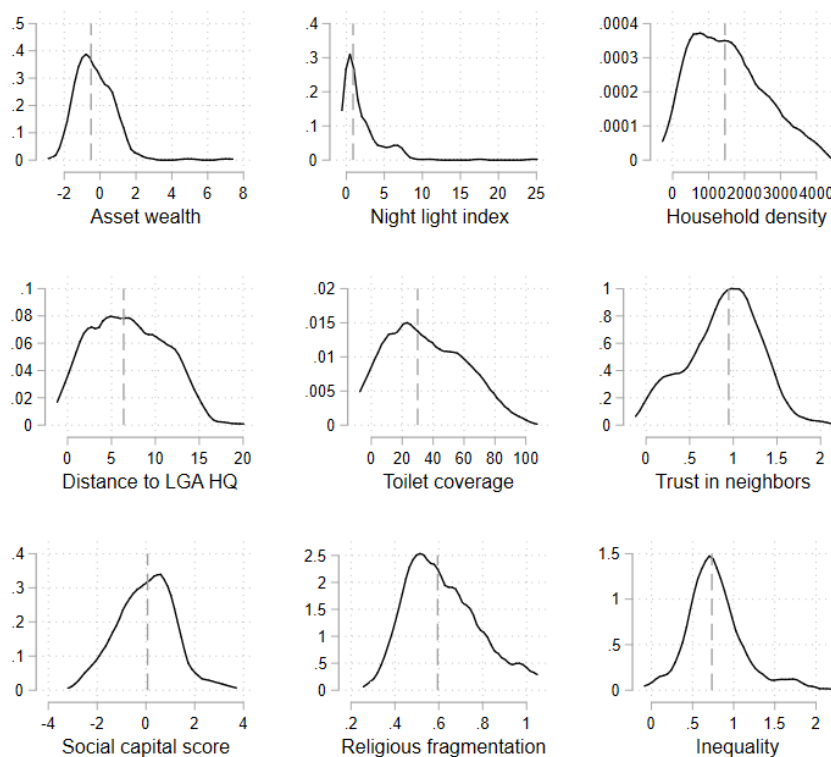 .5
.4
.3
.2
.1
0
-2 0 2 4 6 8
Asset wealth
.4
.3
.2
.1
0
0 5 10 15 20 25
Night light index
.0004
.0003
.0002
.0001
0
0 1000 2000 3000 4000
Household density
.1
.08
.06
.04
.02
0
0 5 10 15 20
Distance to LGA HQ
.02
.015
.01
.005
0
0 20 40 60 80 100
Toilet coverage
1
.8
.6
.4
.2
0
0 .5 1 1.5 2
Trust in neighbors
.4
.3
.2
.1
0
-4 -2 0 2 4
Social capital score
2.5
2
1.5
1
.5
0
.2 .4 .6 .8 1
Religious fragmentation
1.5
1
.5
0
0 .5 1 1.5 2
Inequality